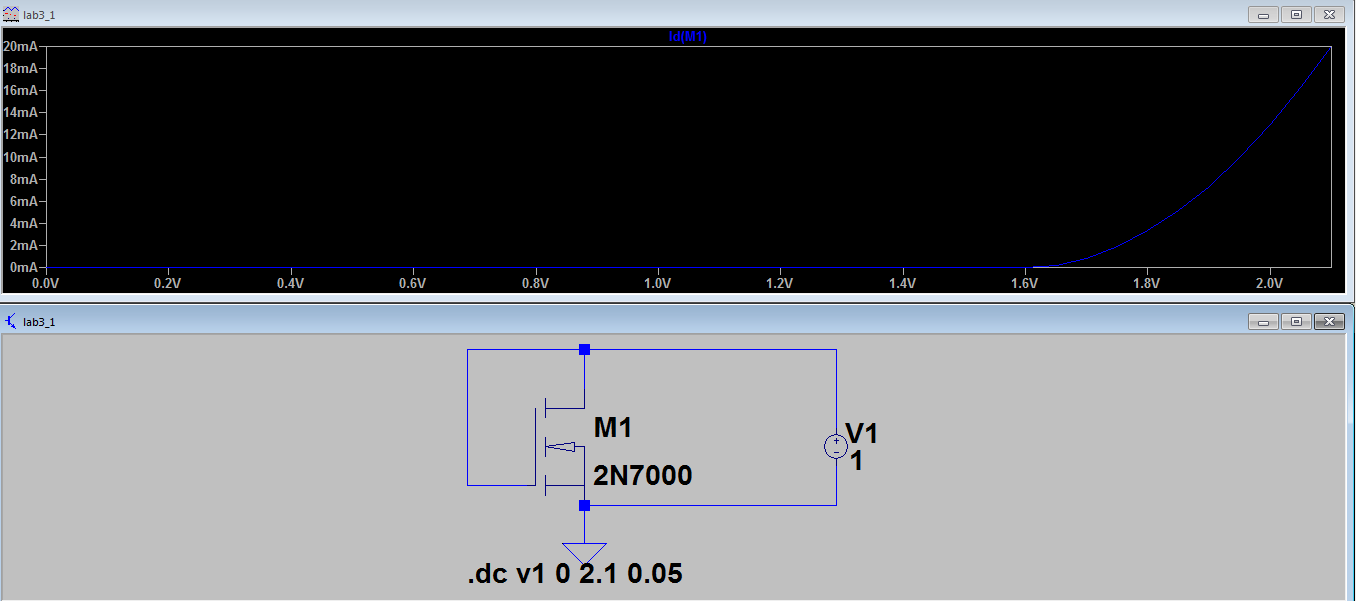 lab3_1
Id(M1)
20mA
18mA
16mA
14mA
12mA
10mA
8mA
6mA
4mA
2mA
0mA
0.0V 0.2V 0.4V 0.6V 0.8V 1.0V 1.2V 1.4V 1.6V 1.8V 2.0V
lab3_1
M1
2N7000
V1
1
.dc v1 0 2.1 0.05